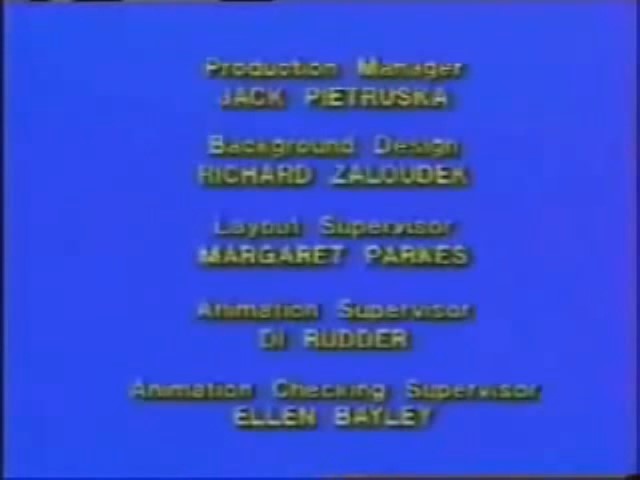 Production Manager
JACK PIETRUSKA
Background Design
RICHARD ZALOUDEK
Layout Supervisor
MARGARET PARKES
Animation Supervisor
DI RUDDER
Animation Checking Supervisor
ELLEN BAYLEY